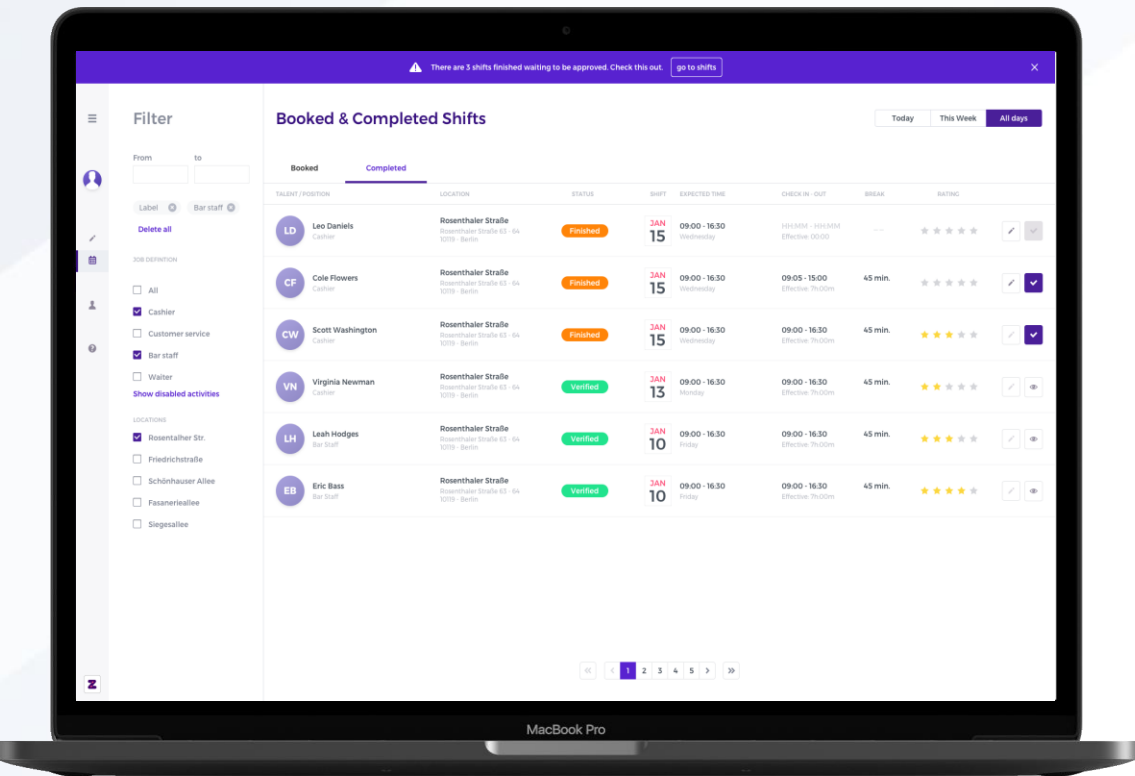 There are 3 shifts finished waiting to be approved. Check this out. go to shifts
Filter
From to
Label Bar staff
Delete all
JOB DEFINTION
All
Cashier
Customer service
Bar staff
Waiter
Show disabled activities
LOCATIONS
Rosentalher Str.
Friedrichstraße
Schönhauser Allee
Fasanerieallee
Siegesallee
Z
Booked & Completed Shifts
Today This Week All days
Booked Completed
TALENT / POSITION LOCATION STATUS SHIFT EXPECTED TIME CHECK IN - OUT BREAK RATING
LD Leo Daniels Rosenthaler Straße Finished JAN 09:00 - 16:30 HH:MM - HH:MM --:--
Cashier Rosenthaler Straße 63 - 64 15 Wednesday Effective: 00:00
10119 - Berlin
CF Cole Flowers Rosenthaler Straße Finished JAN 09:00 - 16:30 09:05 - 15:00 45 min.
Cashier Rosenthaler Straße 63 - 64 15 Wednesday Effective: 7h00m
10119 - Berlin
CW Scott Washington Rosenthaler Straße Finished JAN 09:00 - 16:30 09:00 - 16:30 45 min.
Cashier Rosenthaler Straße 63 - 64 15 Wednesday Effective: 7h00m
10119 - Berlin
VN Virginia Newman Rosenthaler Straße Verified JAN 09:00 - 16:30 09:00 - 16:30 45 min.
Cashier Rosenthaler Straße 63 - 64 13 Monday Effective: 7h00m
10119 - Berlin
LH Leah Hodges Rosenthaler Straße Verified JAN 09:00 - 16:30 09:00 - 16:30 45 min.
Bar Staff Rosenthaler Straße 63 - 64 10 Friday Effective: 7h00m
10119 - Berlin
EB Eric Bass Rosenthaler Straße Verified JAN 09:00 - 16:30 09:00 - 16:30 45 min.
Bar Staff Rosenthaler Straße 63 - 64 10 Friday Effective: 7h00m
10119 - Berlin
1 2 3 4 5
MacBook Pro